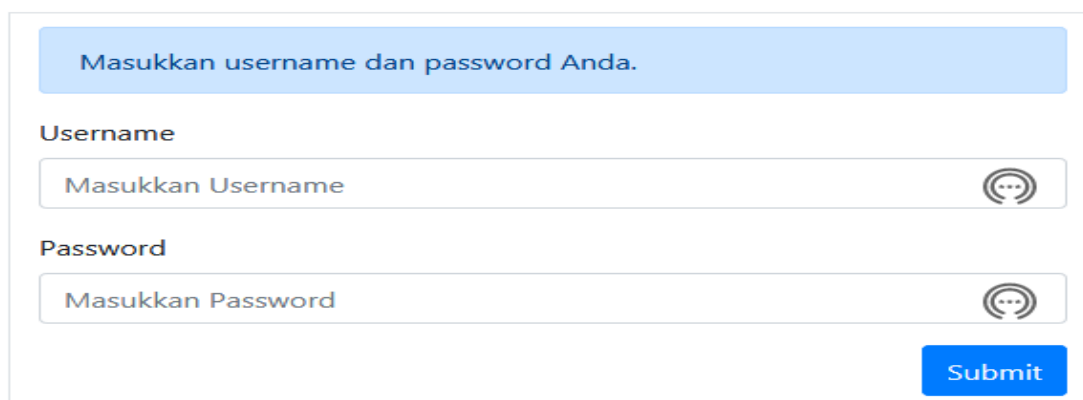 Masukkan username dan password Anda.
Username
Masukkan Username
Password
Masukkan Password
Submit